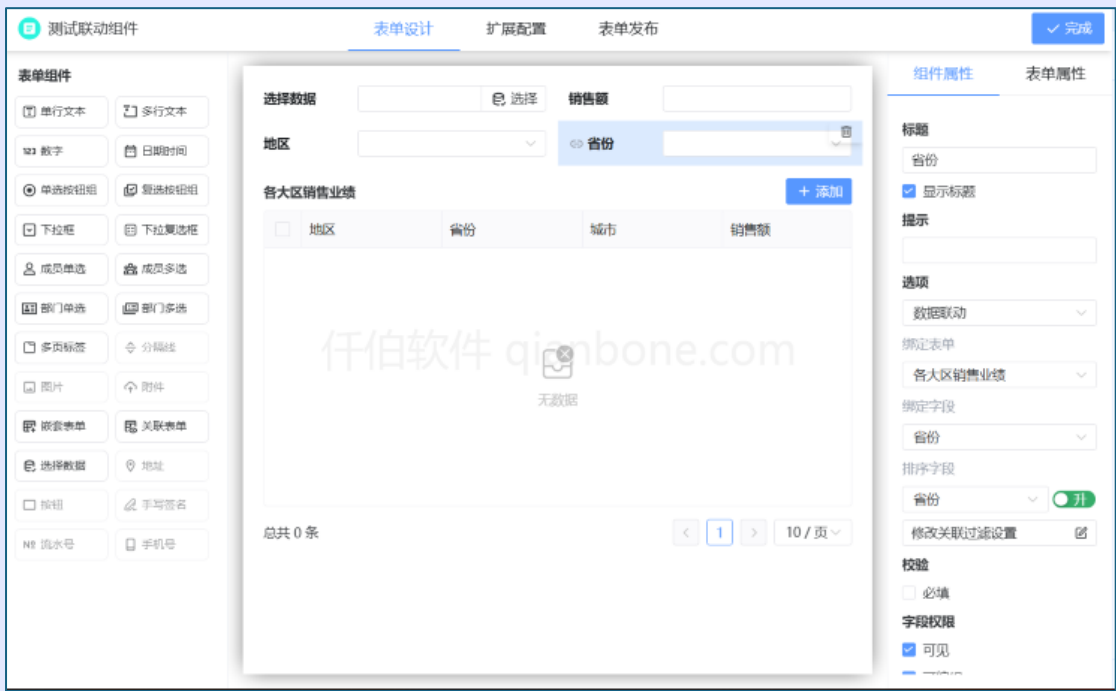 测试联动组件
表单设计 扩展配置 表单发布
完成
表单组件
单行文本 多行文本
123 数字 日期时间
单选按钮组 复选按钮组
下拉框 下拉复选框
成员单选 成员多选
部门单选 部门多选
多页标签 分隔线
图片 附件
嵌套表单 关联表单
选择数据 地址
按钮 手写签名
Nº 流水号 手机号
选择数据 选择 销售额
地区 省份
各大区销售业绩 + 添加
地区 省份 城市 销售额
仟伯软件 qianbone.com
无数据
总共 0 条 < 1 > 10 / 页
组件属性 表单属性
标题
省份
显示标题
提示
选项
数据联动
绑定表单
各大区销售业绩
绑定字段
省份
排序字段
省份 升
修改关联过滤设置
校验
必填
字段权限
可见